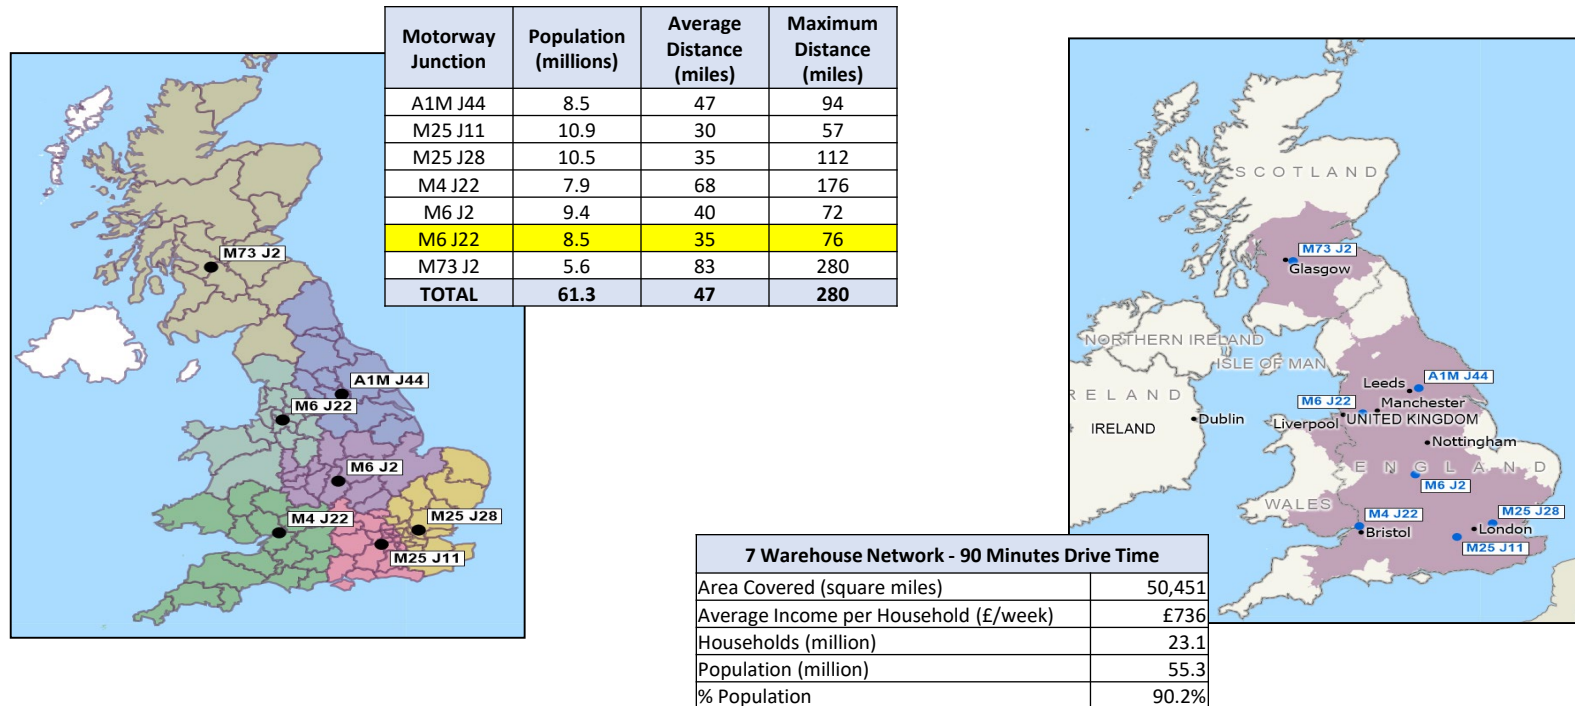 Motorway Junction Population (millions) Average Distance (miles) Maximum Distance (miles)
A1M J44 8.5 47 94
M25 J11 10.9 30 57
M25 J28 10.5 35 112
M4 J22 7.9 68 176
M6 J2 9.4 40 72
M6 J22 8.5 35 76
M73 J2 5.6 83 280
TOTAL 61.3 47 280
M73 J2
A1M J44
M6 J22
M6 J2
M4 J22
M25 J28
M25 J11
SCOTLAND
M73 J2
Glasgow
NORTHERN IRELAND
ISLE OF MAN
A1M J44
Leeds
RELAND
M6 J22
Manchester
Dublin
Liverpool
UNITED KINGDOM
IRELAND
Nottingham
ENGLAND
M6 J2
WALES
M4 J22
M25 J28
Bristol
London
M25 J11
7 Warehouse Network - 90 Minutes Drive Time
Area Covered (square miles) 50,451
Average Income per Household (£/week) £736
Households (million) 23.1
Population (million) 55.3
% Population 90.2%